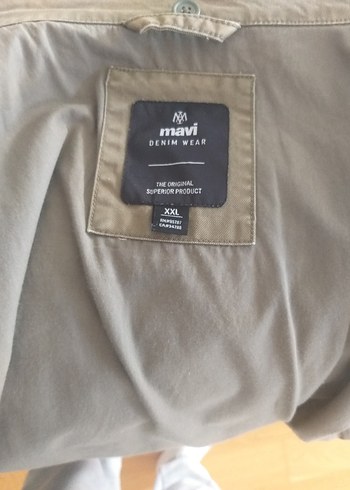 mavi
DENIM WEAR
THE ORIGINAL
SUPERIOR PRODUCT
XXL